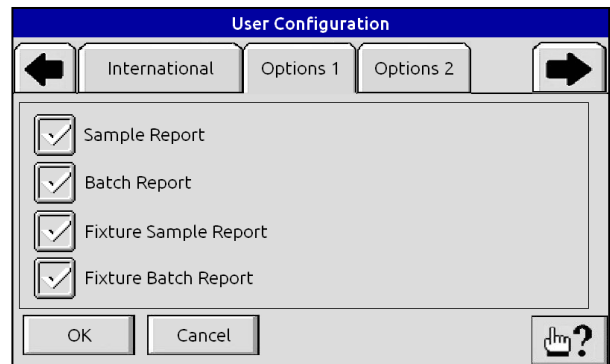 User Configuration
International Options 1 Options 2
Sample Report
Batch Report
Fixture Sample Report
Fixture Batch Report
OK Cancel ?